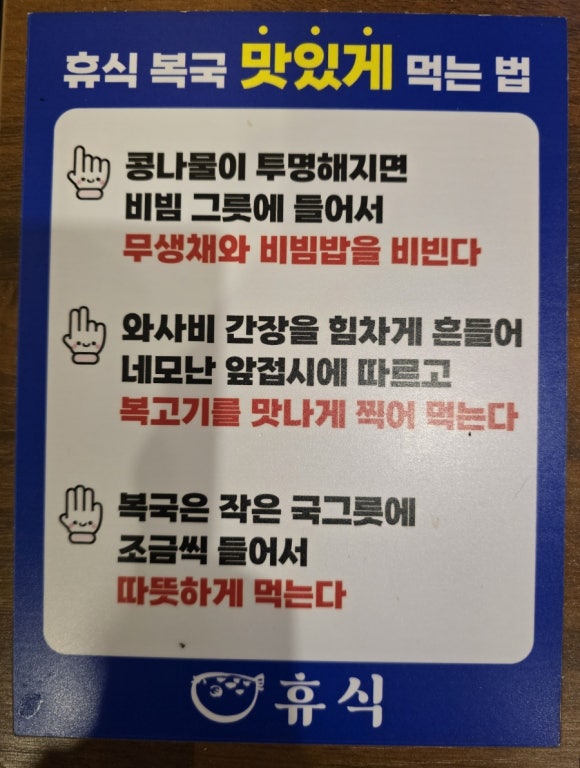 휴식 복국 맛있게 먹는 법
콩나물이 투명해지면
비빔 그릇에 들어서
무생채와 비빔밥을 비빈다
와사비 간장을 힘차게 흔들어
네모난 앞접시에 따르고
복고기를 맛나게 찍어 먹는다
복국은 작은 국그릇에
조금씩 들어서
따뜻하게 먹는다
휴식